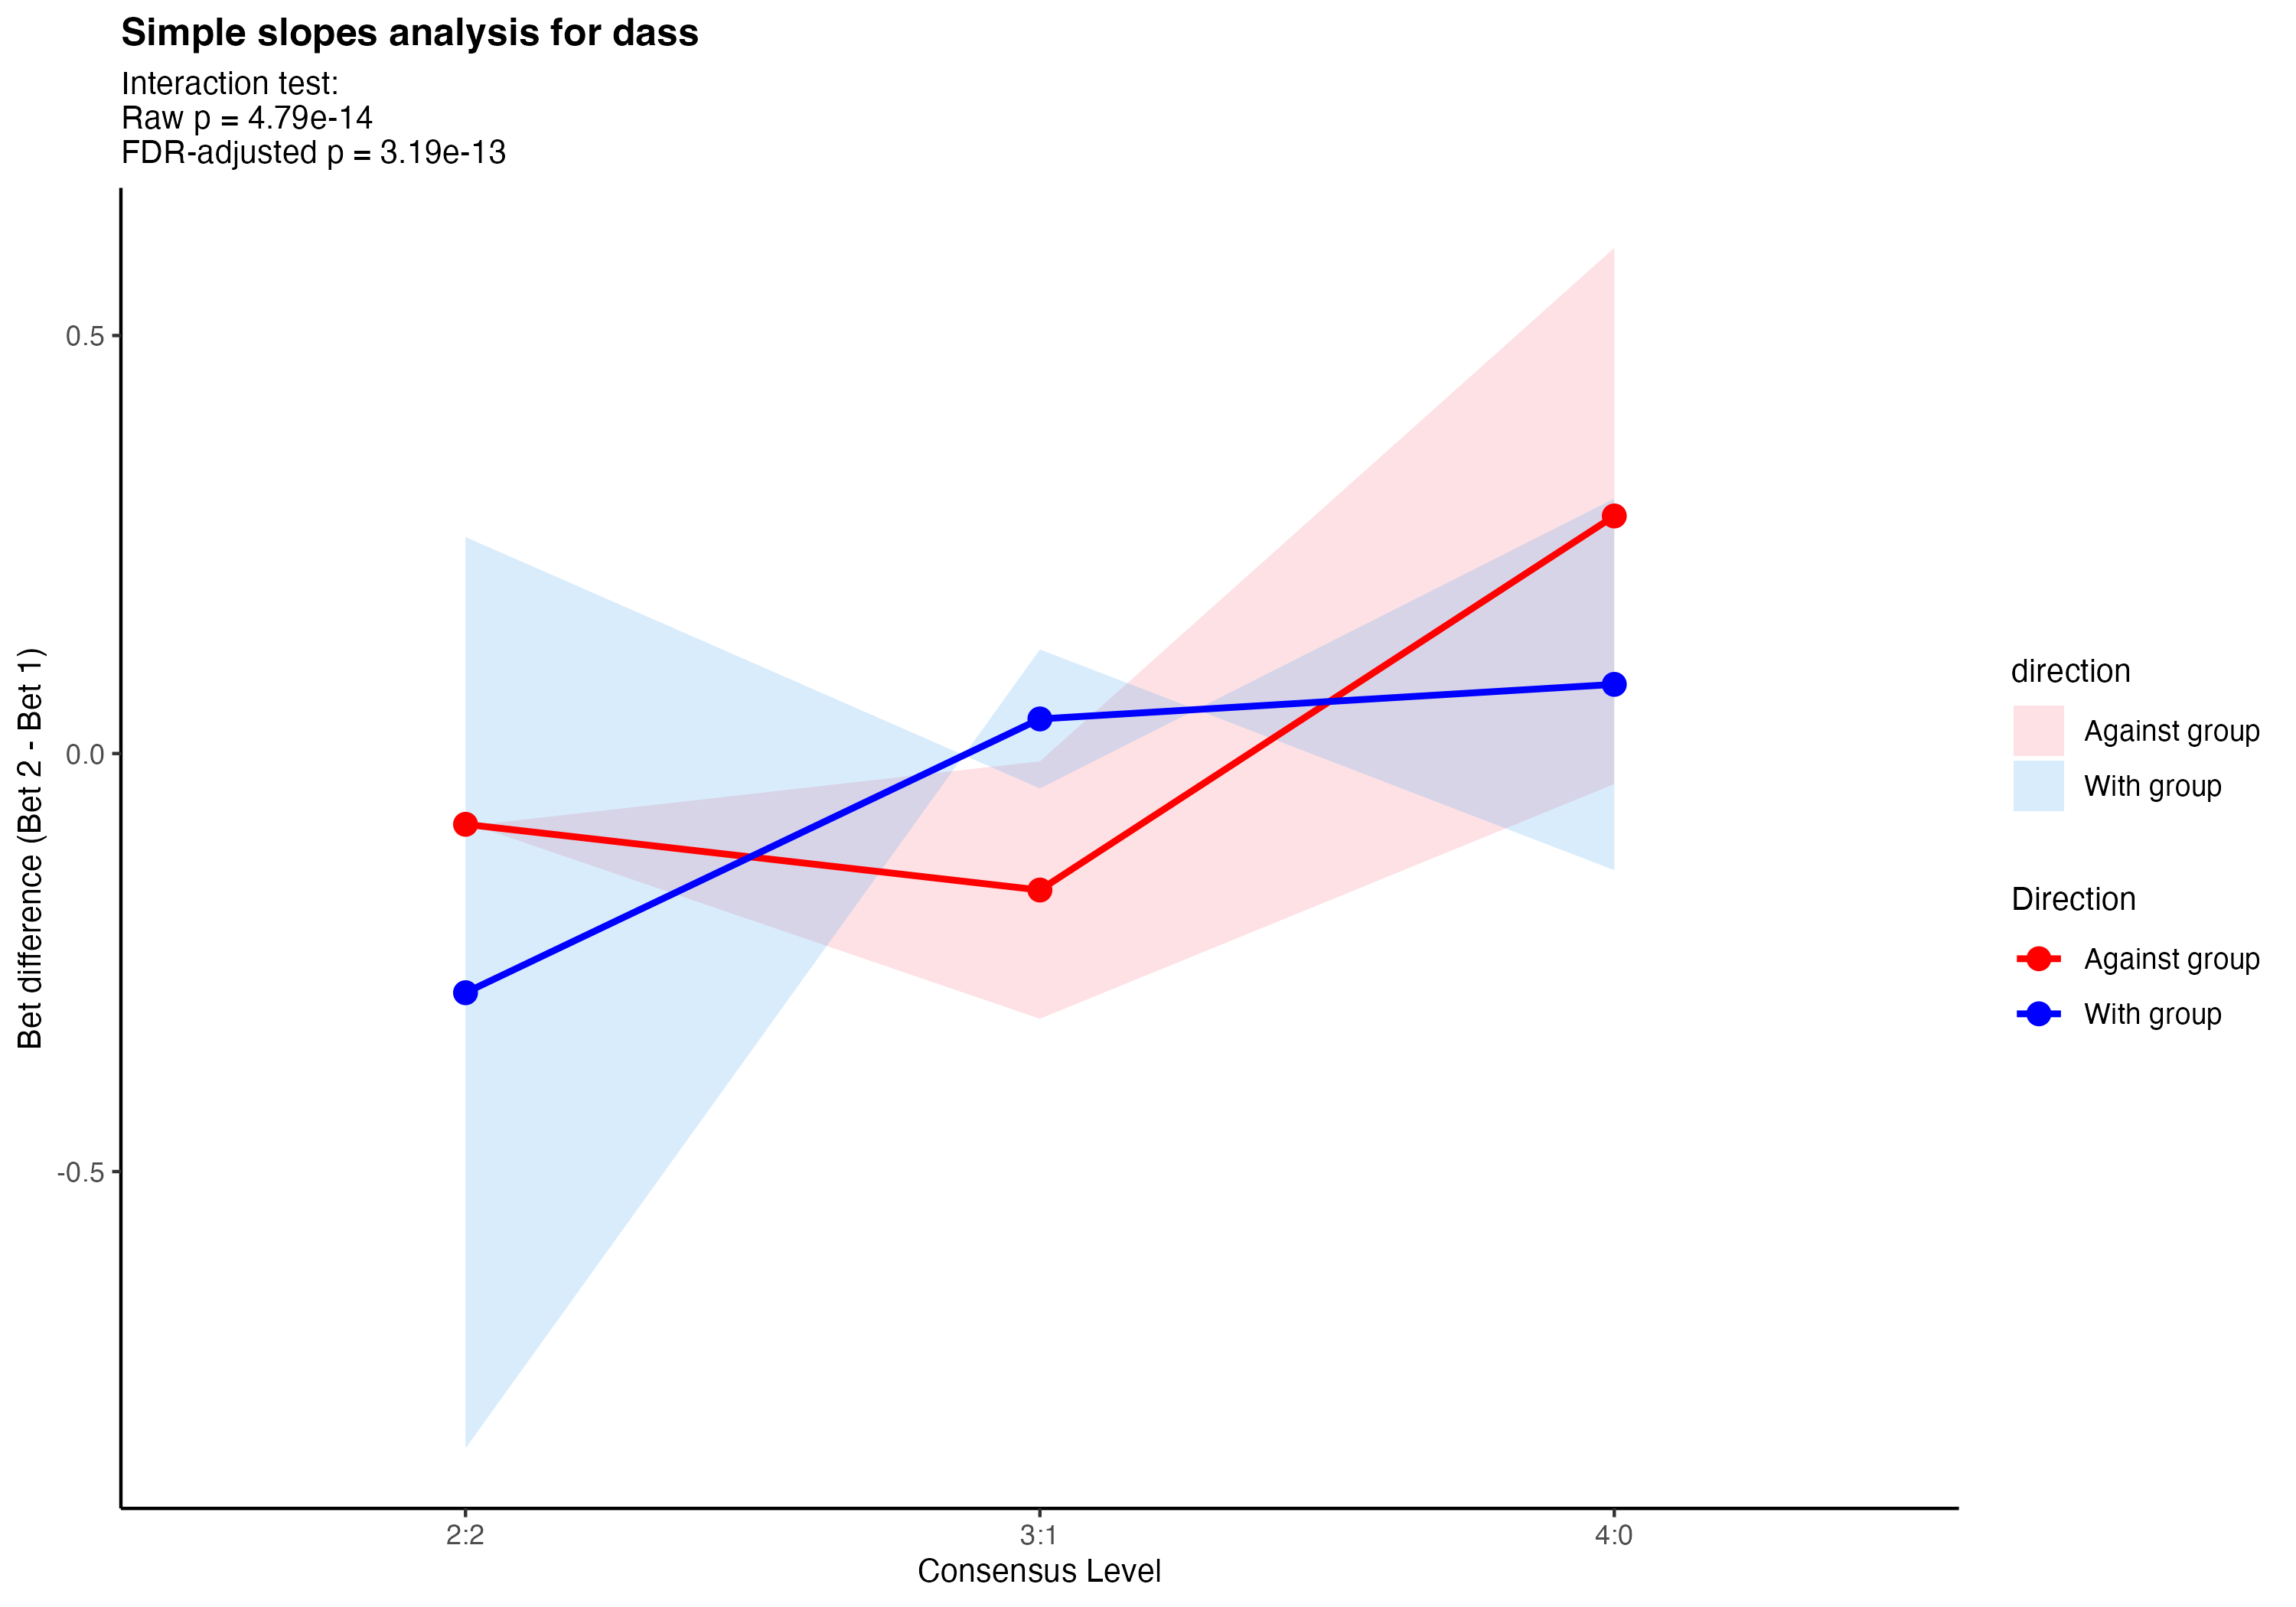 Simple slopes analysis for dass
Interaction test:
Raw p = 4.79e-14
FDR-adjusted p = 3.19e-13
Bet difference (Bet 2 - Bet 1)
0.5
0.0
-0.5
2:2
3:1
4:0
Consensus Level
direction
Against group
With group
Direction
Against group
With group